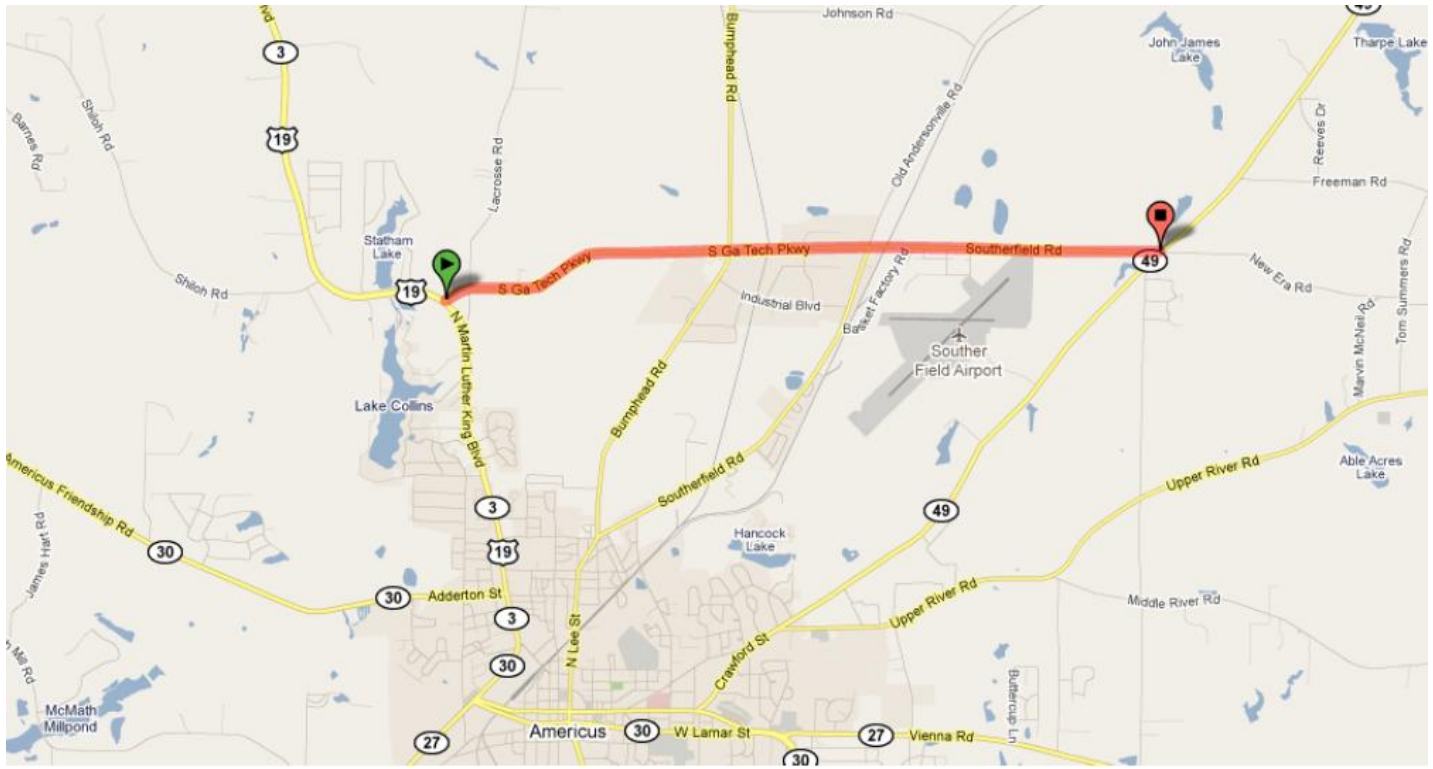 lvd
3
Bumphead Rd
Johnson Rd
49
John James
Lake
Tharpe Lake
Barnes Rd
Shiloh Rd
19
Lacrosse Rd
Old Andersonville Rd
Reeves Dr
Freeman Rd
Statham
Lake
S Ga Tech Pkwy
Southerfield Rd
49
New Era Rd
Tom Summers Rd
Shiloh Rd
19
S Ga Tech Pkwy
Industrial Blvd
Basket Factory Rd
N Martin Luther King Blvd
Souther
Field Airport
Marvin McNeil Rd
Lake Collins
Bumphead Rd
Americus Friendship Rd
Southerfield Rd
Upper River Rd
Able Acres
Lake
3
49
James Hart Rd
30
19
Hancock
Lake
30
Adderton St
3
Upper River Rd
Middle River Rd
N Lee St
Mill Rd
30
Crawford St
Buttercup Ln
McMath
Millpond
27
Americus
30
W Lamar St
27
Vienna Rd
30